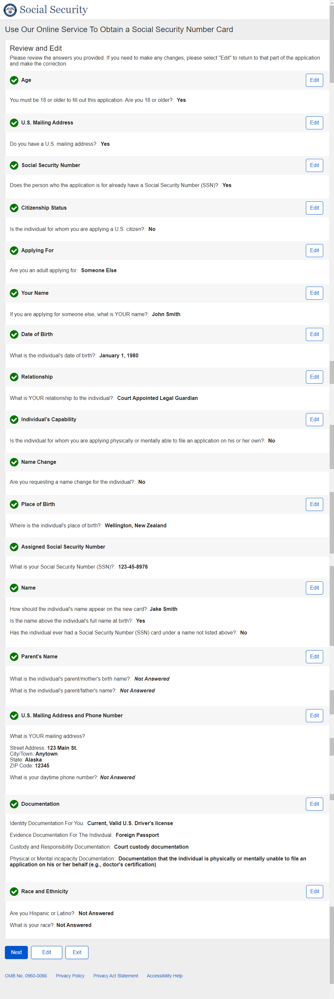 Social Security
Use Our Online Service To Obtain a Social Security Number Card
Review and Edit
Please review the answers you provided. If you need to make any changes, please select "Edit" to return to that part of the application
and make the correction.
Age Edit
You must be 18 or older to fill out this application. Are you 18 or older?: Yes
U.S. Mailing Address Edit
Do you have a U.S. mailing address?: Yes
Social Security Number Edit
Does the person who the application is for already have a Social Security Number (SSN)?: Yes
Citizenship Status Edit
Is the individual for whom you are applying a U.S. citizen?: No
Applying For Edit
Are you an adult applying for: Someone Else
Your Name Edit
If you are applying for someone else, what is YOUR name?: John Smith
Date of Birth Edit
What is the individual's date of birth?: January 1, 1980
Relationship Edit
What is YOUR relationship to the individual?: Court Appointed Legal Guardian
Individual's Capability Edit
Is the individual for whom you are applying physically or mentally able to file an application on his or her own?: No
Name Change
Are you requesting a name change for the individual?: No
Place of Birth Edit
Where is the individual's place of birth?: Wellington, New Zealand
Assigned Social Security Number
What is your Social Security Number (SSN)?: 123-45-8976
Name Edit
How should the individual's name appear on the new card?: Jake Smith
Is the name above the individual's full name at birth?: Yes
Has the individual ever had a Social Security Number (SSN) card under a name not listed above?: No
Parent's Name Edit
What is the individual's parent/mother's birth name?: Not Answered
What is the individual's parent/father's name?: Not Answered
U.S. Mailing Address and Phone Number Edit
What is YOUR mailing address?
Street Address: 123 Main St.
City/Town: Anytown
State: Alaska
ZIP Code: 12345
What is your daytime phone number?: Not Answered
Documentation Edit
Identity Documentation For You: Current, Valid U.S. Driver's license
Evidence Documentation For The Individual: Foreign Passport
Custody and Responsibility Documentation: Court custody documentation
Physical or Mental incapacity Documentation: Documentation that the individual is physically or mentally unable to file an
application on his or her behalf (e.g., doctor's certification)
Race and Ethnicity Edit
Are you Hispanic or Latino?: Not Answered
What is your race?: Not Answered
Next Edit Exit
OMB No. 0960-0066 Privacy Policy Privacy Act Statement Accessibility Help